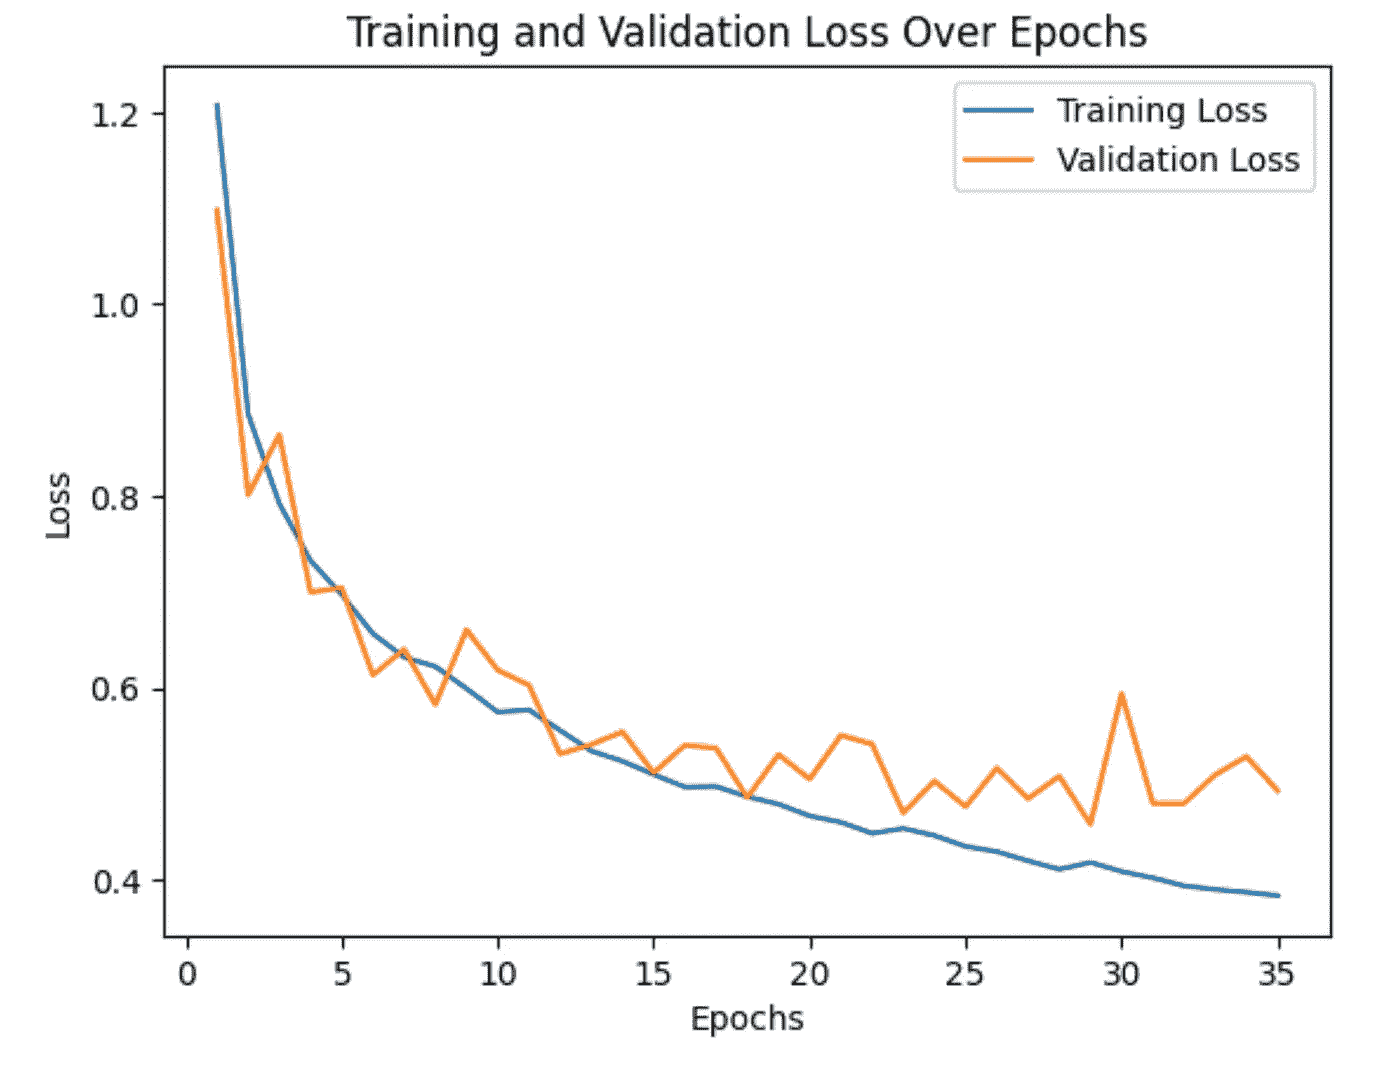 Training and Validation Loss Over Epochs
Training Loss
Validation Loss
1.2
1.0
0.8
0.6
0.4
Loss
0 5 10 15 20 25 30 35
Epochs